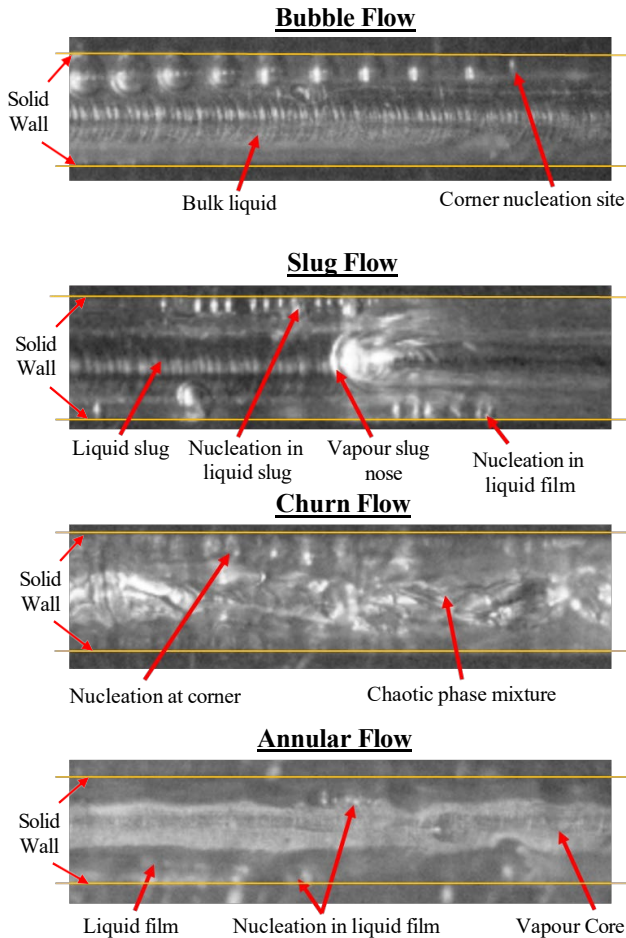 Bubble Flow
Solid
Wall
Bulk liquid
Corner nucleation site
Slug Flow
Solid
Wall
Liquid slug
Nucleation in
liquid slug
Vapour slug
nose
Nucleation in
liquid film
Churn Flow
Solid
Wall
Nucleation at corner
Chaotic phase mixture
Annular Flow
Solid
Wall
Liquid film
Nucleation in liquid film
Vapour Core